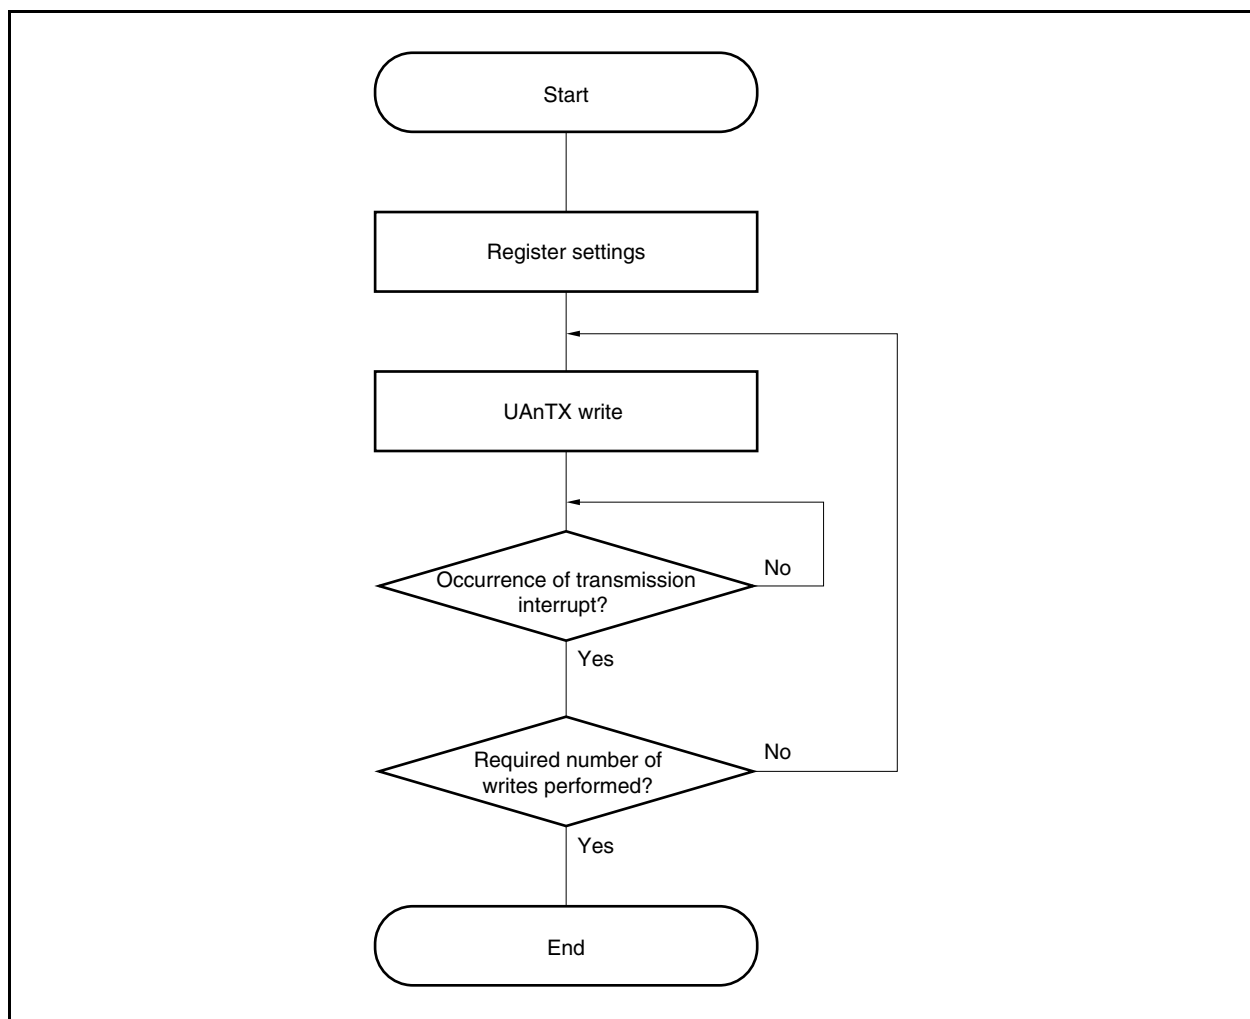 Start
Register settings
UAnTX write
Occurrence of transmission
interrupt?
No
Yes
Required number of
writes performed?
No
Yes
End